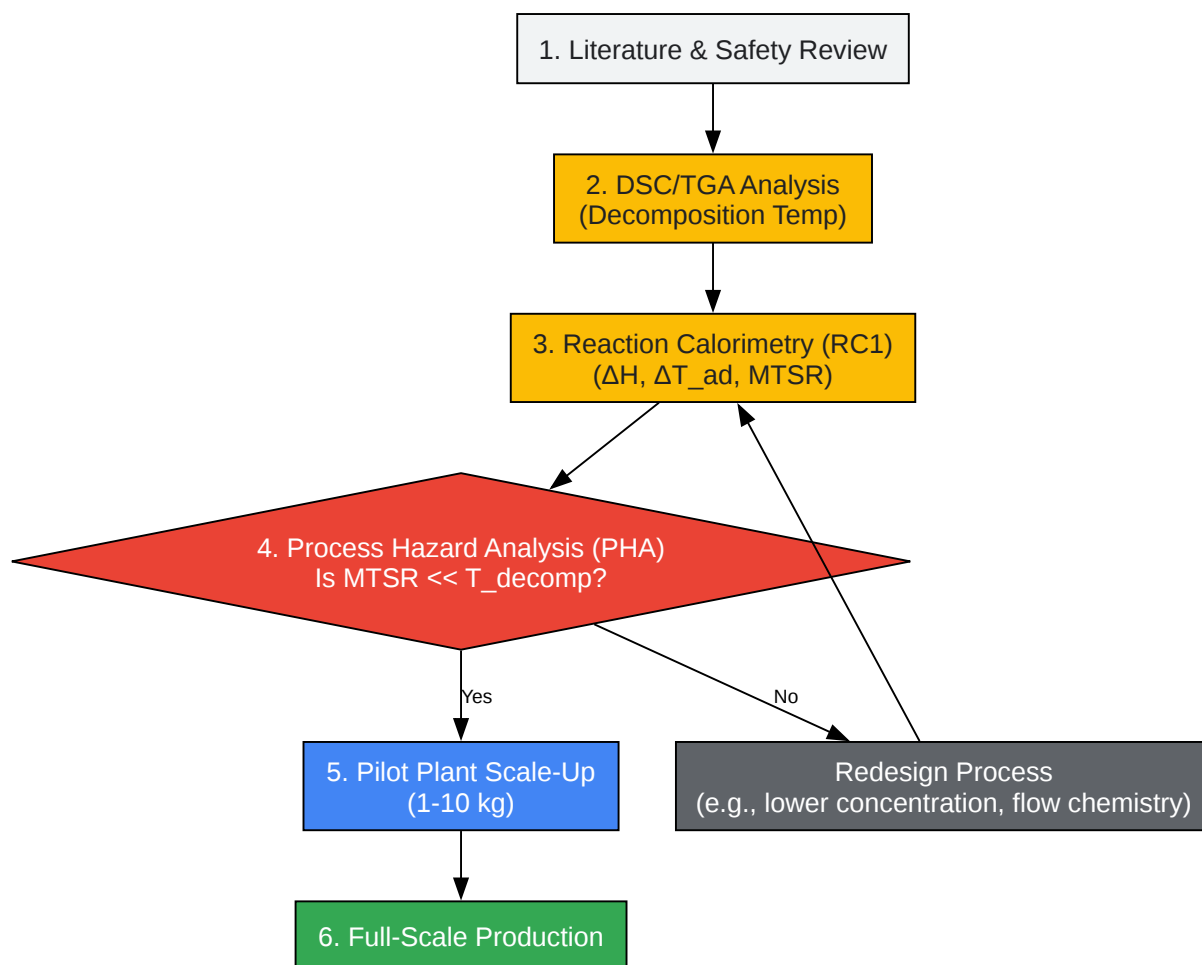 1. Literature & Safety Review
2. DSC/TGA Analysis
(Decomposition Temp)
3. Reaction Calorimetry (RC1)
(ΔH, ΔT_ad, MTSR)
4. Process Hazard Analysis (PHA)
Is MTSR << T_decomp?
Yes
No
5. Pilot Plant Scale-Up
(1-10 kg)
Redesign Process
(e.g., lower concentration, flow chemistry)
6. Full-Scale Production